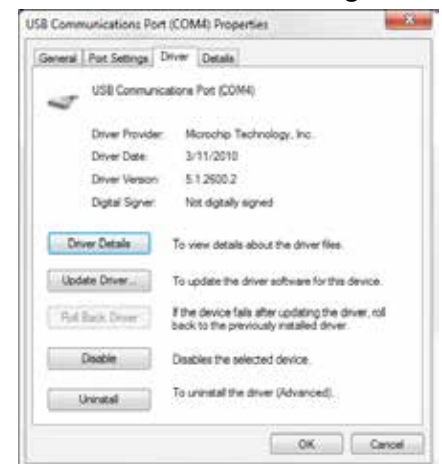 USB Communications Port (COM4) Properties
General Port Settings Driver Details
USB Communications Port (COM4)
Driver Provider: Microchip Technology, Inc.
Driver Date: 3/11/2010
Driver Version: 5.1.2600.2
Digital Signer: Not digitally signed
Driver Details To view details about the driver files.
Update Driver... To update the driver software for this device.
Roll Back Driver If the device fails after updating the driver, roll
back to the previously installed driver.
Disable Disables the selected device.
Uninstall To uninstall the driver (Advanced).
OK Cancel